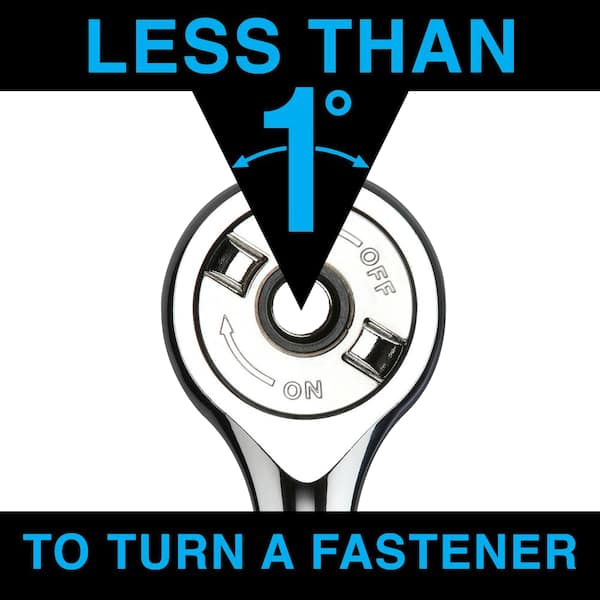 LESS THAN
1°
OFF
ON
TO TURN A FASTENER